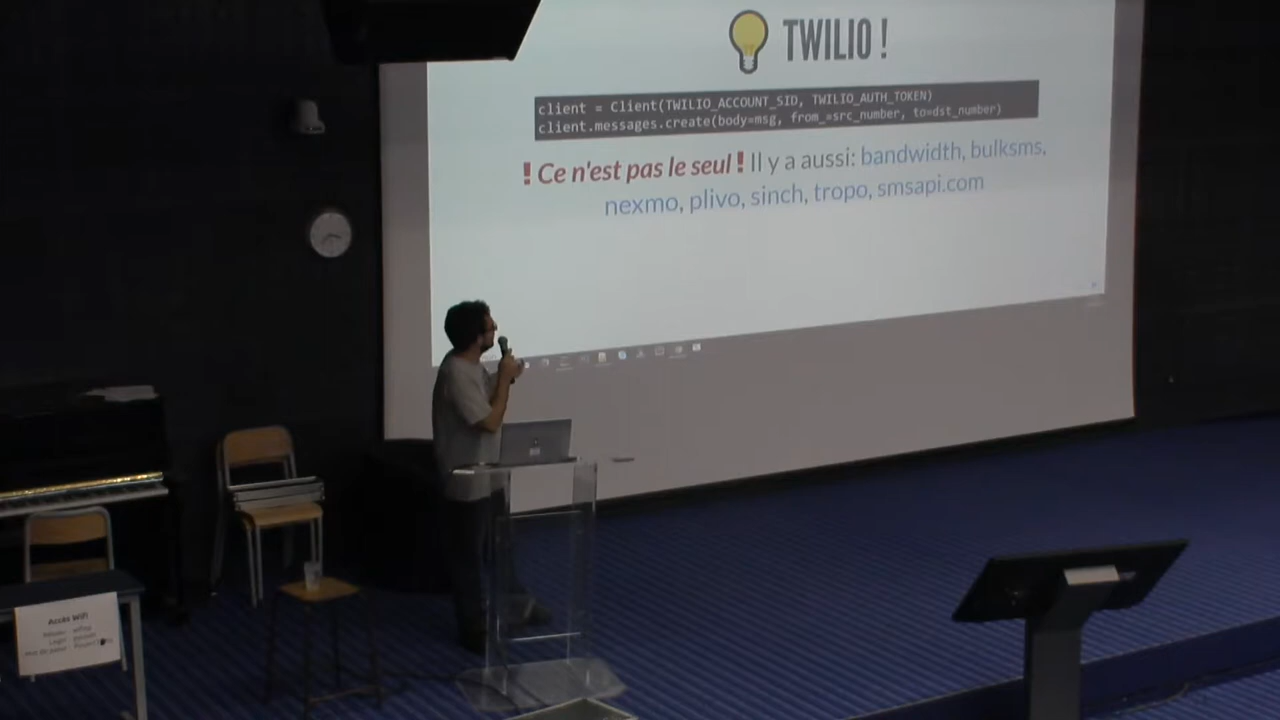 TWILIO !
client = Client(TWILIO_ACCOUNT_SID, TWILIO_AUTH_TOKEN)
client.messages.create(body=msg, from_=src_number, to=dst_number)
! Ce n'est pas le seul ! Il y a aussi: bandwidth, bulksms,
nexmo, plivo, sinch, tropo, smsapi.com
Accès Wifi